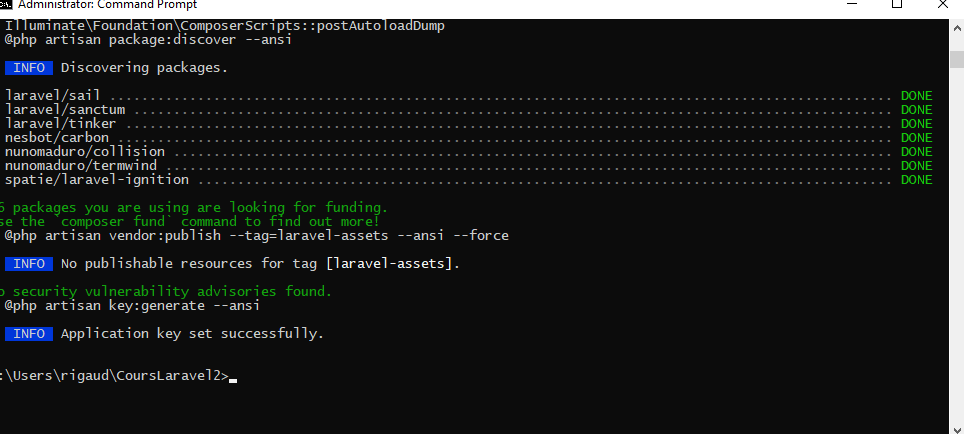 Administrator: Command Prompt
Illuminate\Foundation\ComposerScripts::postAutoloadDump
@php artisan package:discover --ansi
INFO Discovering packages.
laravel/sail .................................................................................................. DONE
laravel/sanctum ............................................................................................... DONE
laravel/tinker ................................................................................................ DONE
nesbot/carbon ................................................................................................. DONE
nunomaduro/collision .......................................................................................... DONE
nunomaduro/termwind ........................................................................................... DONE
spatie/laravel-ignition ....................................................................................... DONE
6 packages you are using are looking for funding.
se the `composer fund` command to find out more!
@php artisan vendor:publish --tag=laravel-assets --ansi --force
INFO No publishable resources for tag [laravel-assets].
o security vulnerability advisories found.
@php artisan key:generate --ansi
INFO Application key set successfully.
:\Users\rigaud\CoursLaravel2>